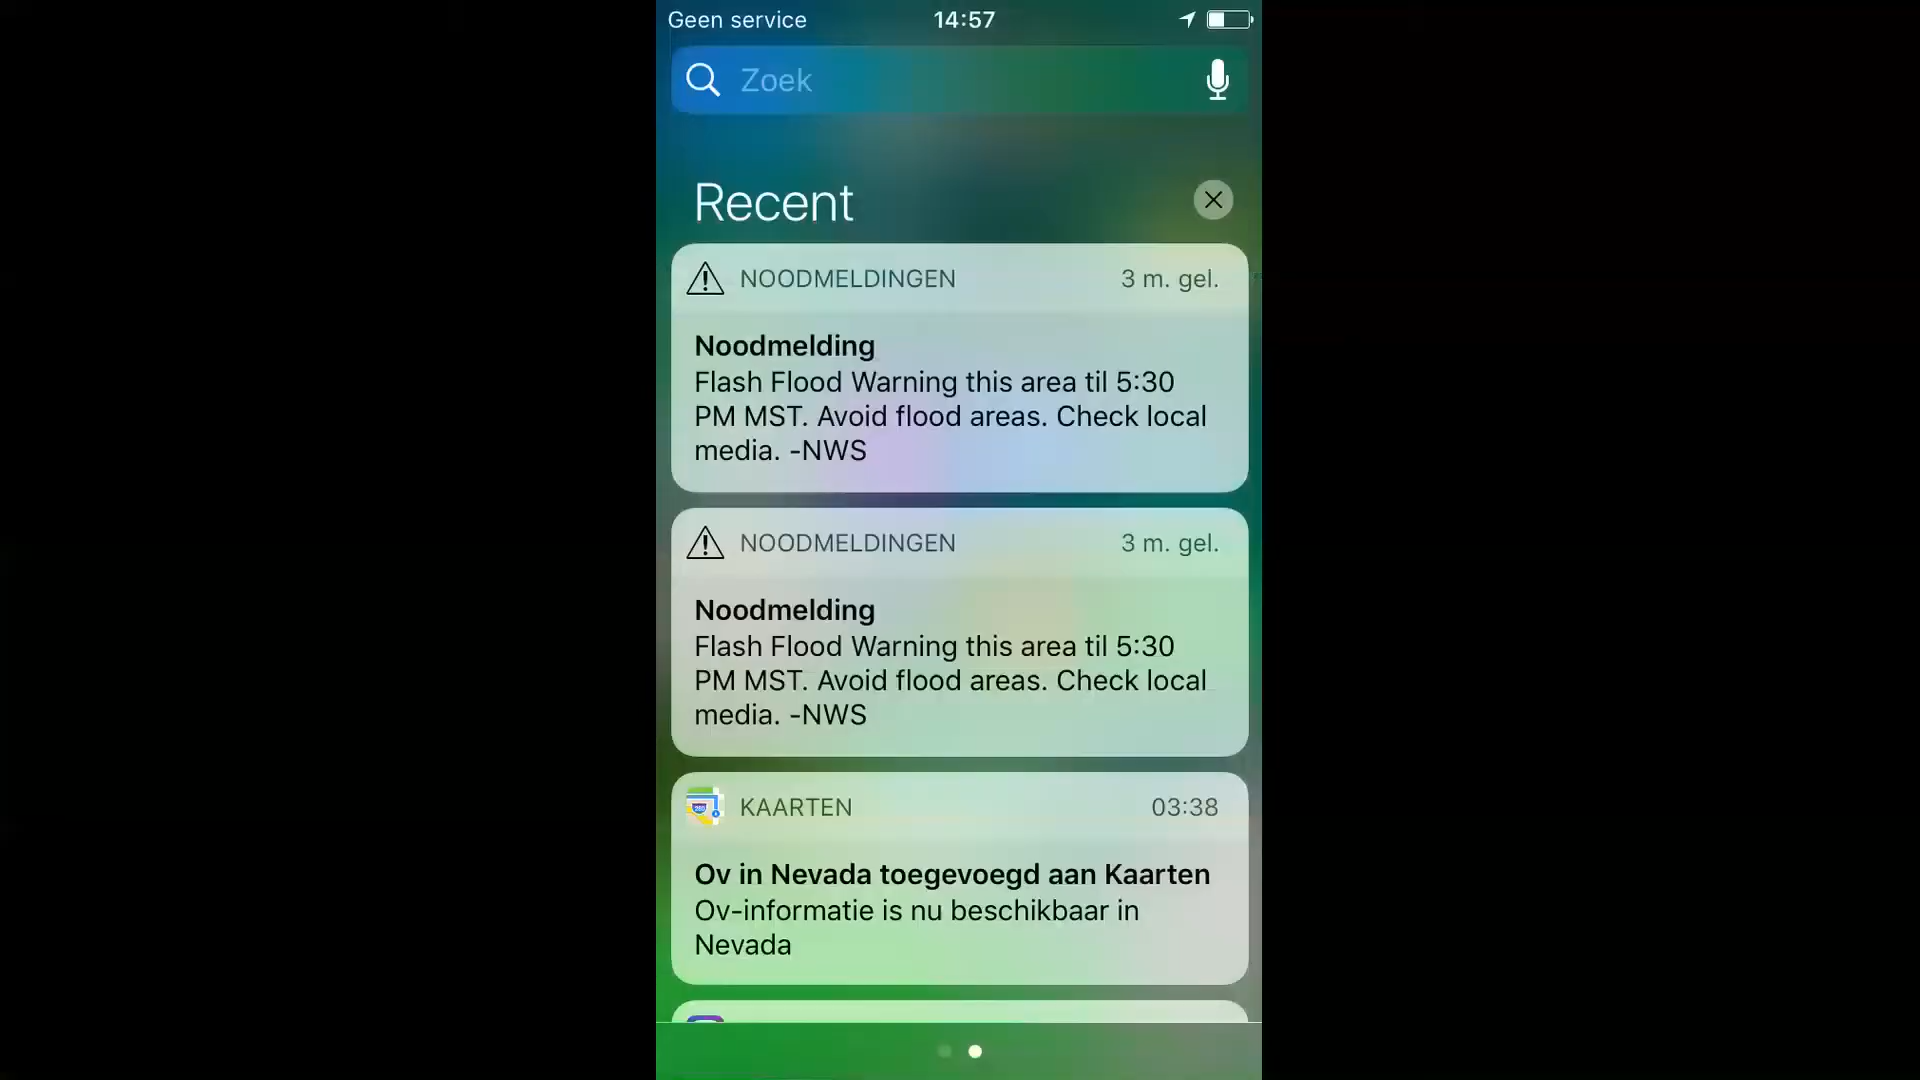 Geen service 14:57
Zoek
Recent
NOODMELDINGEN 3 m. gel.
Noodmelding
Flash Flood Warning this area til 5:30
PM MST. Avoid flood areas. Check local
media. -NWS
NOODMELDINGEN 3 m. gel.
Noodmelding
Flash Flood Warning this area til 5:30
PM MST. Avoid flood areas. Check local
media. -NWS
KAARTEN 03:38
Ov in Nevada toegevoegd aan Kaarten
Ov-informatie is nu beschikbaar in
Nevada